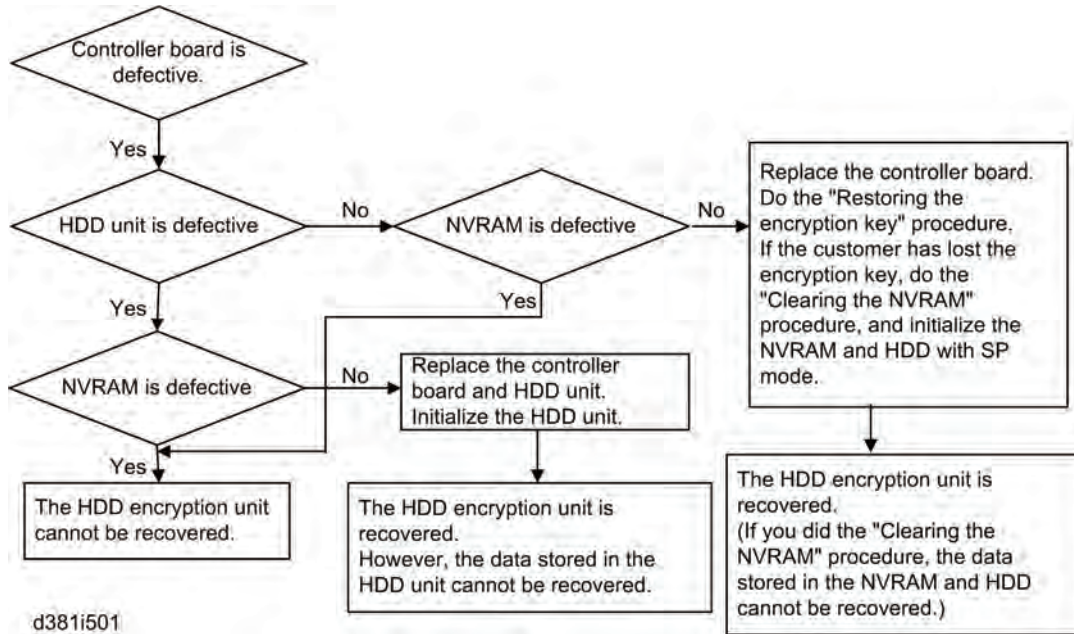 Controller board is
defective.
Yes
HDD unit is defective
No
NVRAM is defective
No
Replace the controller board.
Do the "Restoring the
encryption key" procedure.
If the customer has lost the
encryption key, do the
"Clearing the NVRAM"
procedure, and initialize the
NVRAM and HDD with SP
mode.
Yes
Yes
NVRAM is defective
No
Replace the controller
board and HDD unit.
Initialize the HDD unit.
Yes
The HDD encryption unit
cannot be recovered.
The HDD encryption unit is
recovered.
However, the data stored in the
HDD unit cannot be recovered.
The HDD encryption unit is
recovered.
(If you did the "Clearing the
NVRAM" procedure, the data
stored in the NVRAM and HDD
cannot be recovered.)
d381i501